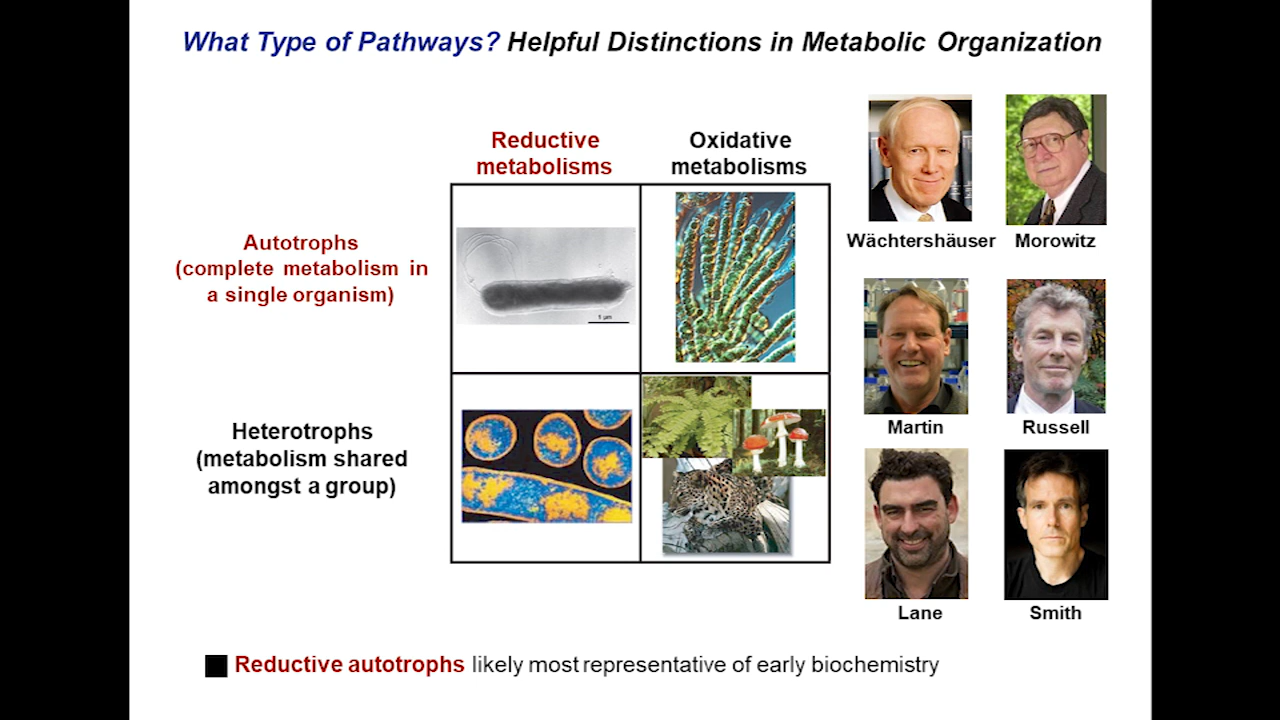 What Type of Pathways? Helpful Distinctions in Metabolic Organization
Reductive
metabolisms
Oxidative
metabolisms
Autotrophs
(complete metabolism in
a single organism)
1 µm
Heterotrophs
(metabolism shared
amongst a group)
Wächtershäuser
Morowitz
Martin
Russell
Lane
Smith
Reductive autotrophs likely most representative of early biochemistry